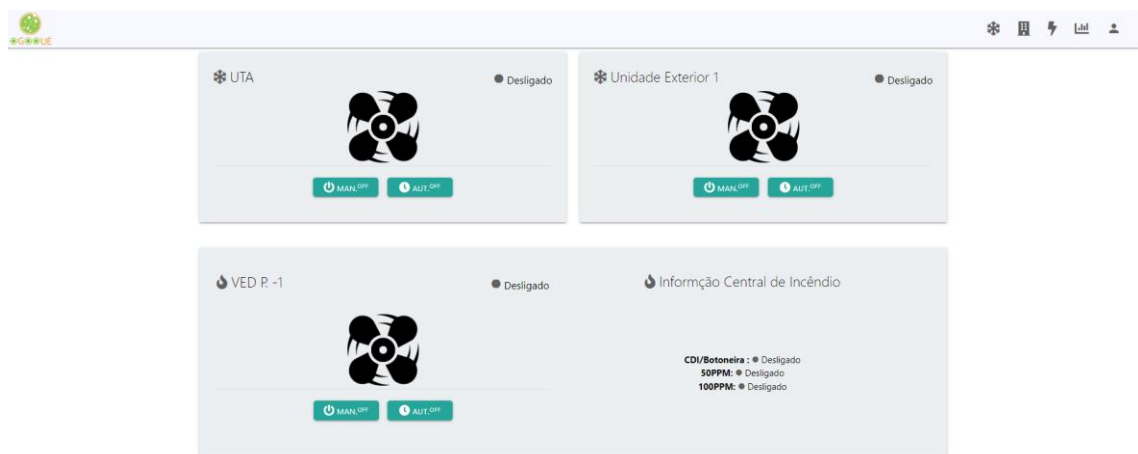 OGOOUÉ
UTA
Desligado
MAN.OFF AUT.OFF
Unidade Exterior 1
Desligado
MAN.OFF AUT.OFF
VED P. -1
Desligado
MAN.OFF AUT.OFF
Informção Central de Incêndio
CDI/Botoneira : Desligado
50PPM: Desligado
100PPM: Desligado